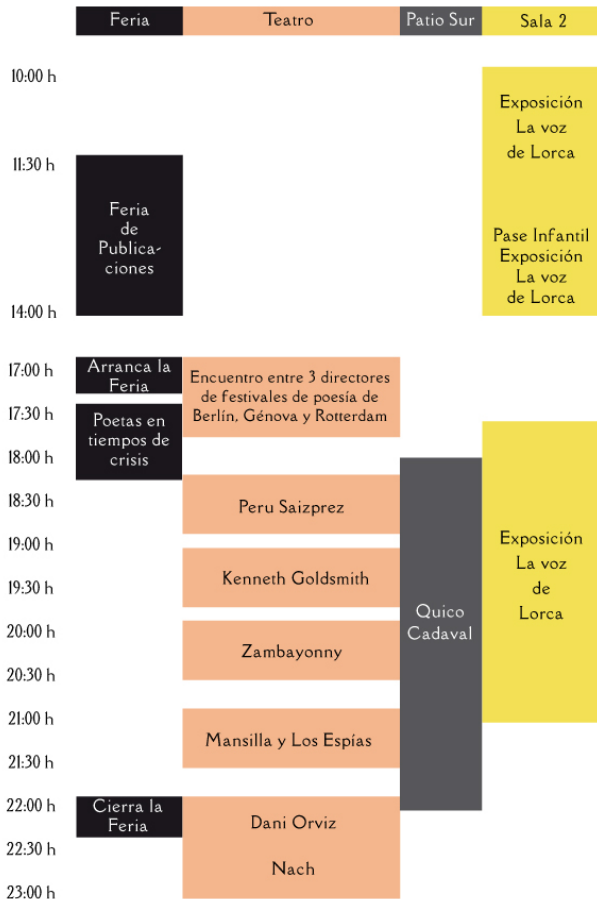 Feria
Teatro
Patio Sur
Sala 2
10:00 h
Exposición
La voz
de Lorca
11:30 h
Feria
de
Publica-
ciones
Pase Infantil
Exposición
La voz
de Lorca
14:00 h
17:00 h
Arranca la
Feria
Encuentro entre 3 directores
de festivales de poesía de
Berlín, Génova y Rotterdam
17:30 h
Poetas en
tiempos de
crisis
18:00 h
18:30 h
Peru Saizprez
19:00 h
Exposición
La voz
de
Lorca
19:30 h
Kenneth Goldsmith
Quico
Cadaval
20:00 h
Zambayonny
20:30 h
21:00 h
Mansilla y Los Espías
21:30 h
22:00 h
Cierra la
Feria
Dani Orviz
22:30 h
Nach
23:00 h